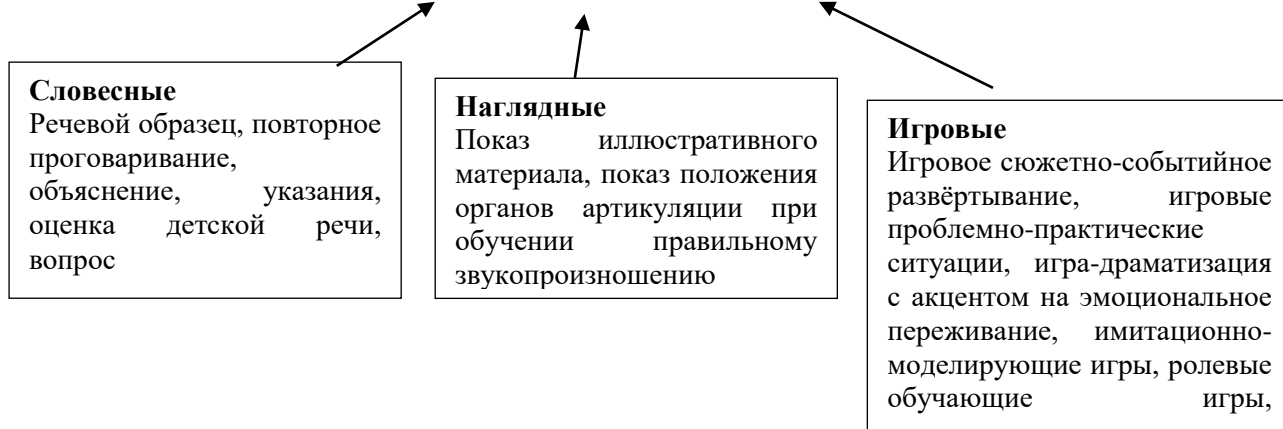 Словесные
Речевой образец, повторное
проговаривание,
объяснение, указания,
оценка детской речи,
вопрос
Наглядные
Показ иллюстративного
материала, показ положения
органов артикуляции при
обучении правильному
звукопроизношению
Игровые
Игровое сюжетно-событийное
развёртывание, игровые
проблемно-практические
ситуации, игра-драматизация
с акцентом на эмоциональное
переживание, имитационно-
моделирующие игры, ролевые
обучающие игры,